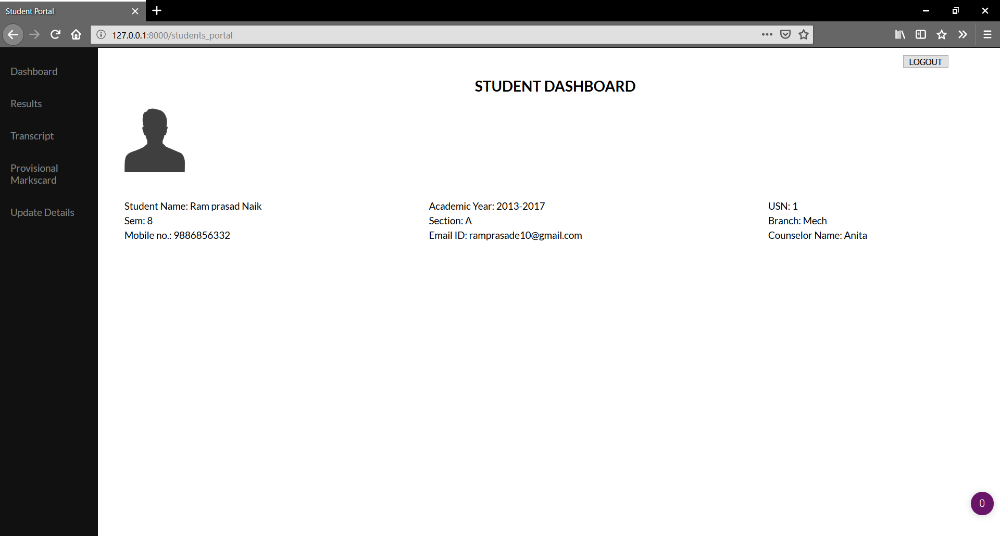 Student Portal
127.0.0.1:8000/students_portal
LOGOUT
Dashboard
Results
Transcript
Provisional
Markscard
Update Details
STUDENT DASHBOARD
Student Name: Ram prasad Naik
Sem: 8
Mobile no.: 9886856332
Academic Year: 2013-2017
Section: A
Email ID: ramprasade10@gmail.com
USN: 1
Branch: Mech
Counselor Name: Anita
0